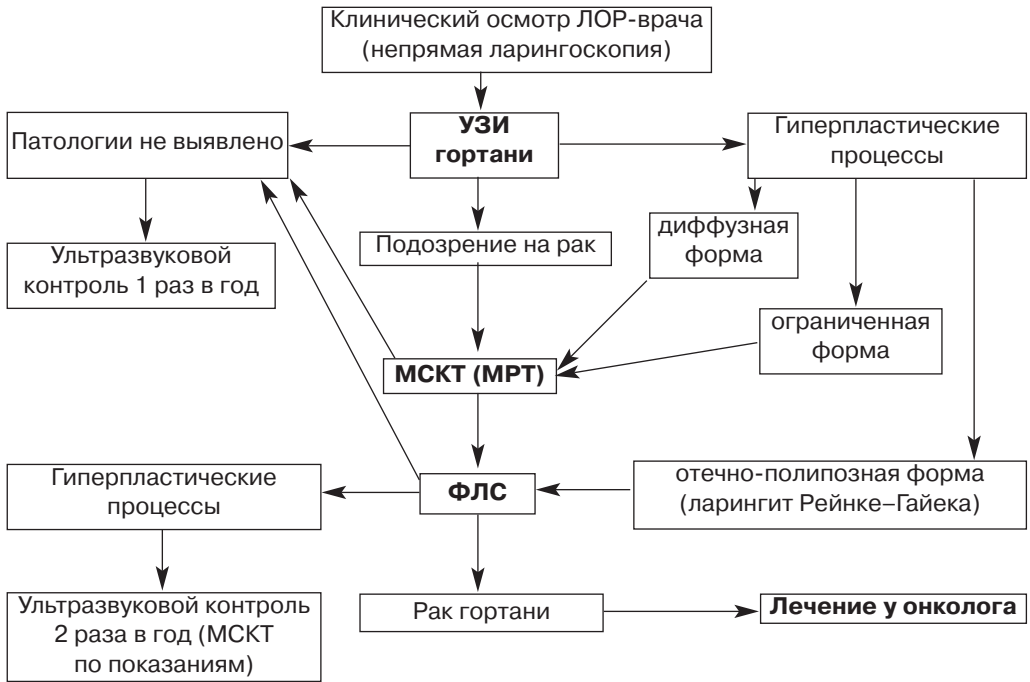 Клинический осмотр ЛОР-врача
(непрямая ларингоскопия)
Патологии не выявлено
УЗИ
гортани
Гиперпластические
процессы
Ультразвуковой
контроль 1 раз в год
Подозрение на рак
диффузная
форма
ограниченная
форма
МСКТ (МРТ)
Гиперпластические
процессы
ФЛС
отечно-полипозная форма
(ларингит Рейнке–Гайека)
Ультразвуковой контроль
2 раза в год (МСКТ
по показаниям)
Рак гортани
Лечение у онколога